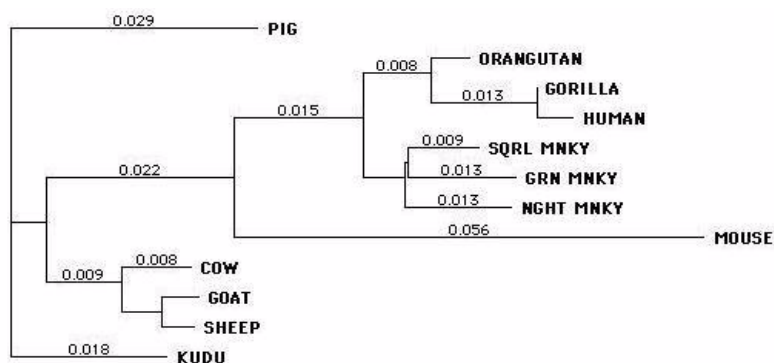 0.029
PIG
0.008
ORANGUTAN
0.013
GORILLA
HUMAN
0.015
0.009
SQRL MNKY
0.013
GRN MNKY
0.013
NGHT MNKY
0.022
0.056
MOUSE
0.009
0.008
COW
GOAT
SHEEP
0.018
KUDU